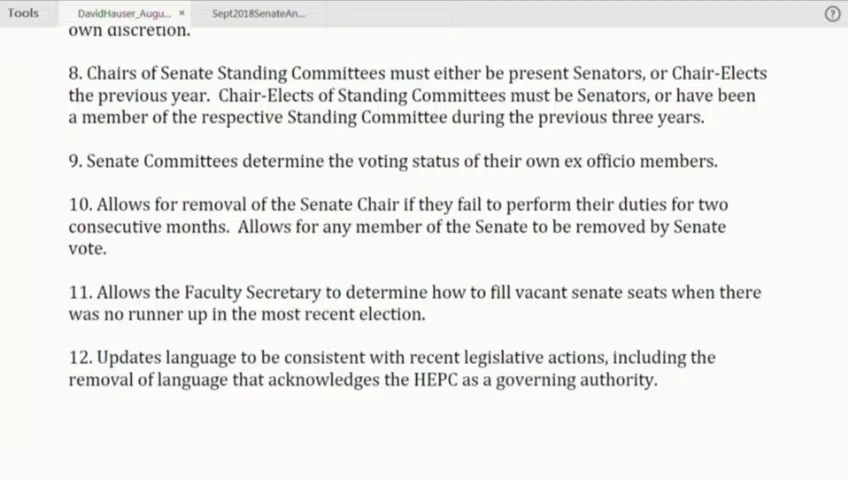 Tools
DavidHauser_Augu... ×
Sept2018SenateAn...
?
own discretion.
8. Chairs of Senate Standing Committees must either be present Senators, or Chair-Elects
the previous year.  Chair-Elects of Standing Committees must be Senators, or have been
a member of the respective Standing Committee during the previous three years.
9. Senate Committees determine the voting status of their own ex officio members.
10. Allows for removal of the Senate Chair if they fail to perform their duties for two
consecutive months.  Allows for any member of the Senate to be removed by Senate
vote.
11. Allows the Faculty Secretary to determine how to fill vacant senate seats when there
was no runner up in the most recent election.
12. Updates language to be consistent with recent legislative actions, including the
removal of language that acknowledges the HEPC as a governing authority.